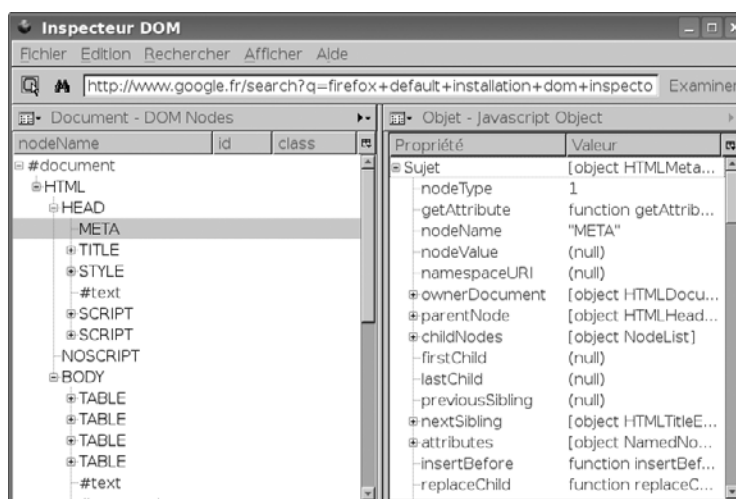 Inspecteur DOM
Fichier Edition Rechercher Afficher Aide
http://www.google.fr/search?q=firefox+default+installation+dom+inspecto Examiner
Document - DOM Nodes
nodeName id class
#document
HTML
HEAD
META
TITLE
STYLE
#text
SCRIPT
SCRIPT
NOSCRIPT
BODY
TABLE
TABLE
TABLE
TABLE
#text
Objet - Javascript Object
Propriété Valeur
Sujet [object HTMLMeta...
nodeType 1
getAttribute function getAttrib...
nodeName "META"
nodeValue (null)
namespaceURI (null)
ownerDocument [object HTMLDocu...
parentNode [object HTMLHead...
childNodes [object NodeList]
firstChild (null)
lastChild (null)
previousSibling (null)
nextSibling [object HTMLTitleE...
attributes [object NamedNo...
insertBefore function insertBef...
replaceChild function replaceC...